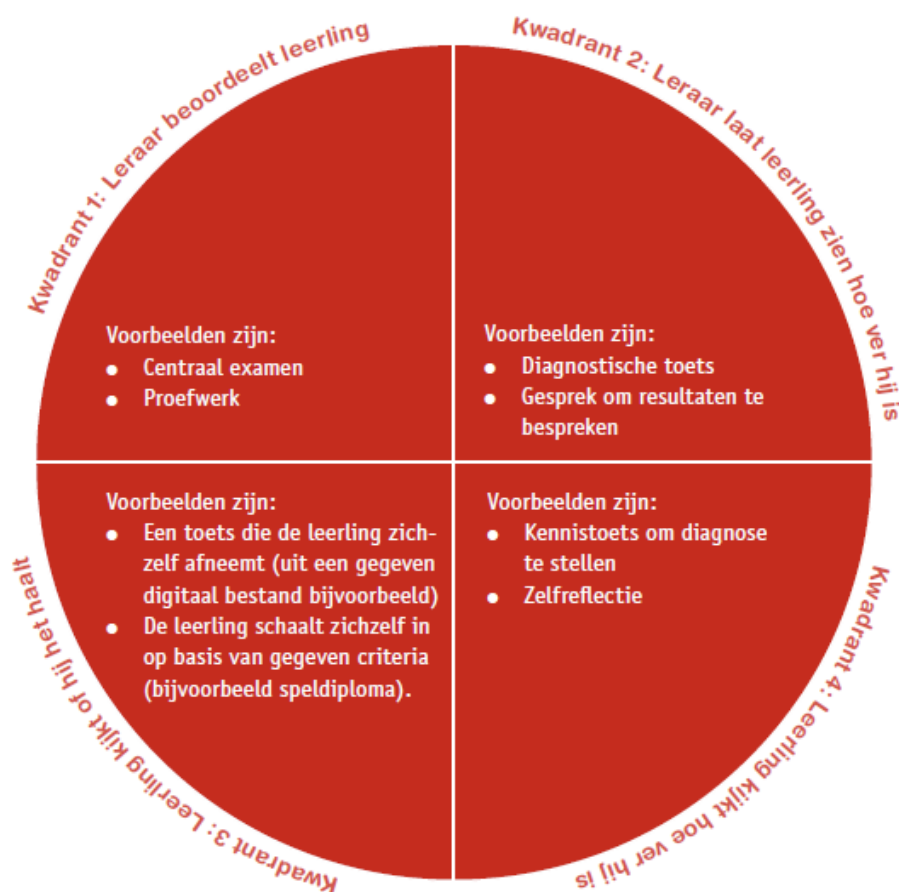 Kwadrant 1: Leraar beoordeelt leerling
Voorbeelden zijn:
● Centraal examen
● Proefwerk
Kwadrant 2: Leraar laat leerling zien hoe ver hij is
Voorbeelden zijn:
● Diagnostische toets
● Gesprek om resultaten te
bespreken
Kwadrant 3: Leerling kijkt of hij het haalt
Voorbeelden zijn:
● Een toets die de leerling zich-
zelf afneemt (uit een gegeven
digitaal bestand bijvoorbeeld)
● De leerling schaalt zichzelf in
op basis van gegeven criteria
(bijvoorbeeld speldiploma).
Kwadrant 4: Leerling kijkt hoe ver hij is
Voorbeelden zijn:
● Kennistoets om diagnose
te stellen
● Zelfreflectie